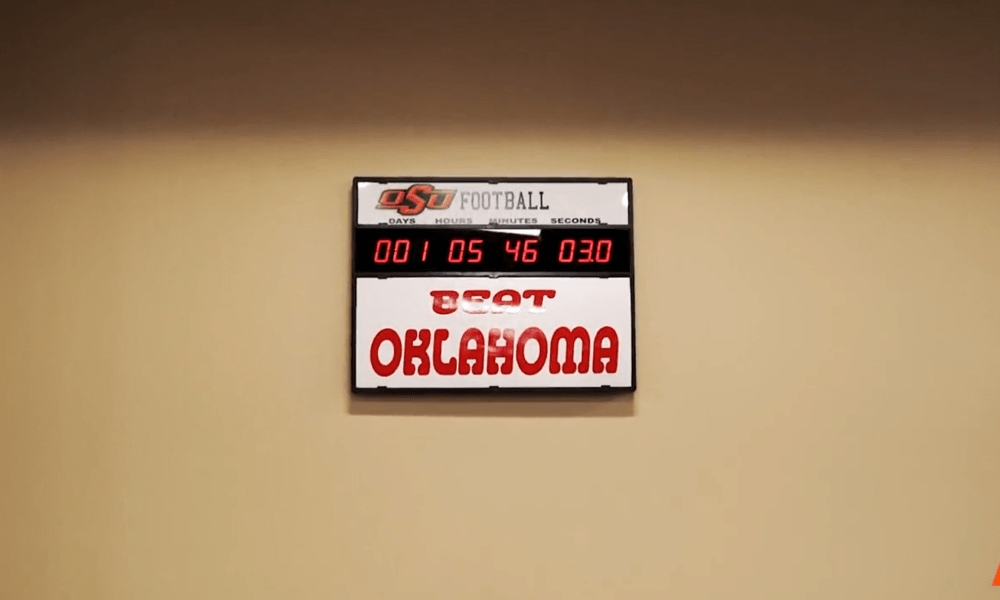 OSU FOOTBALL
DAYS HOURS MINUTES SECONDS
001 05 46 03.0
BEAT
OKLAHOMA